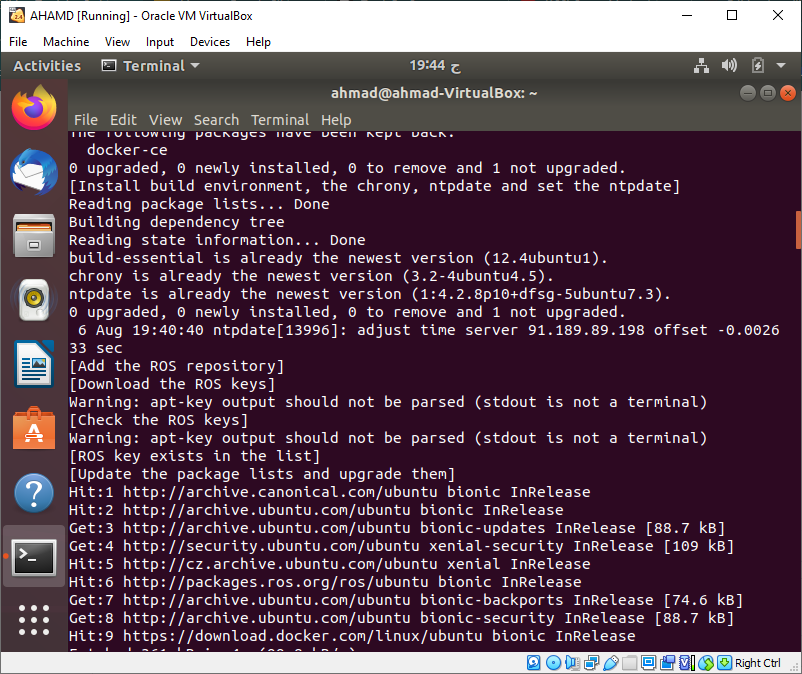 AHAMD [Running] - Oracle VM VirtualBox
File Machine View Input Devices Help
Activities Terminal 19:44 ح
ahmad@ahmad-VirtualBox: ~
File Edit View Search Terminal Help
The following packages have been kept back:
docker-ce
0 upgraded, 0 newly installed, 0 to remove and 1 not upgraded.
[Install build environment, the chrony, ntpdate and set the ntpdate]
Reading package lists... Done
Building dependency tree
Reading state information... Done
build-essential is already the newest version (12.4ubuntu1).
chrony is already the newest version (3.2-4ubuntu4.5).
ntpdate is already the newest version (1:4.2.8p10+dfsg-5ubuntu7.3).
0 upgraded, 0 newly installed, 0 to remove and 1 not upgraded.
6 Aug 19:40:40 ntpdate[13996]: adjust time server 91.189.89.198 offset -0.0026
33 sec
[Add the ROS repository]
[Download the ROS keys]
Warning: apt-key output should not be parsed (stdout is not a terminal)
[Check the ROS keys]
Warning: apt-key output should not be parsed (stdout is not a terminal)
[ROS key exists in the list]
[Update the package lists and upgrade them]
Hit:1 http://archive.canonical.com/ubuntu bionic InRelease
Hit:2 http://archive.ubuntu.com/ubuntu bionic InRelease
Get:3 http://archive.ubuntu.com/ubuntu bionic-updates InRelease [88.7 kB]
Get:4 http://security.ubuntu.com/ubuntu xenial-security InRelease [109 kB]
Hit:5 http://cz.archive.ubuntu.com/ubuntu xenial InRelease
Hit:6 http://packages.ros.org/ros/ubuntu bionic InRelease
Get:7 http://archive.ubuntu.com/ubuntu bionic-backports InRelease [74.6 kB]
Get:8 http://archive.ubuntu.com/ubuntu bionic-security InRelease [88.7 kB]
Hit:9 https://download.docker.com/linux/ubuntu bionic InRelease
Right Ctrl